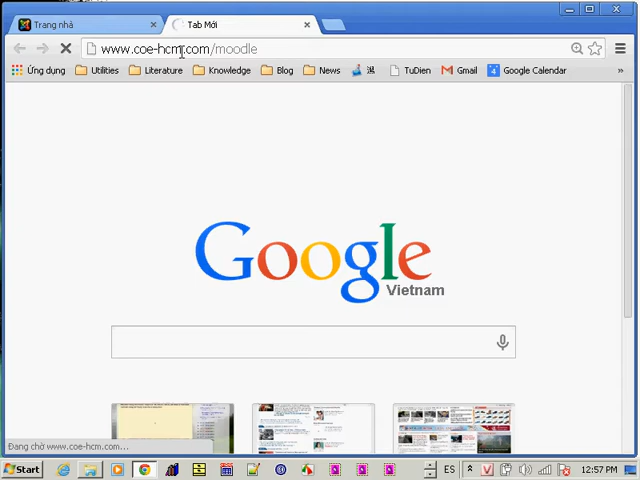 Trang nhà
Tab Mới
www.coe-hcm.com/moodle
Ứng dụng
Utilities
Literature
Knowledge
Blog
News
TuDien
Gmail
4
Google Calendar
Google
Vietnam
Đang chờ www.coe-hcm.com...
Start
ES
V
12:57 PM